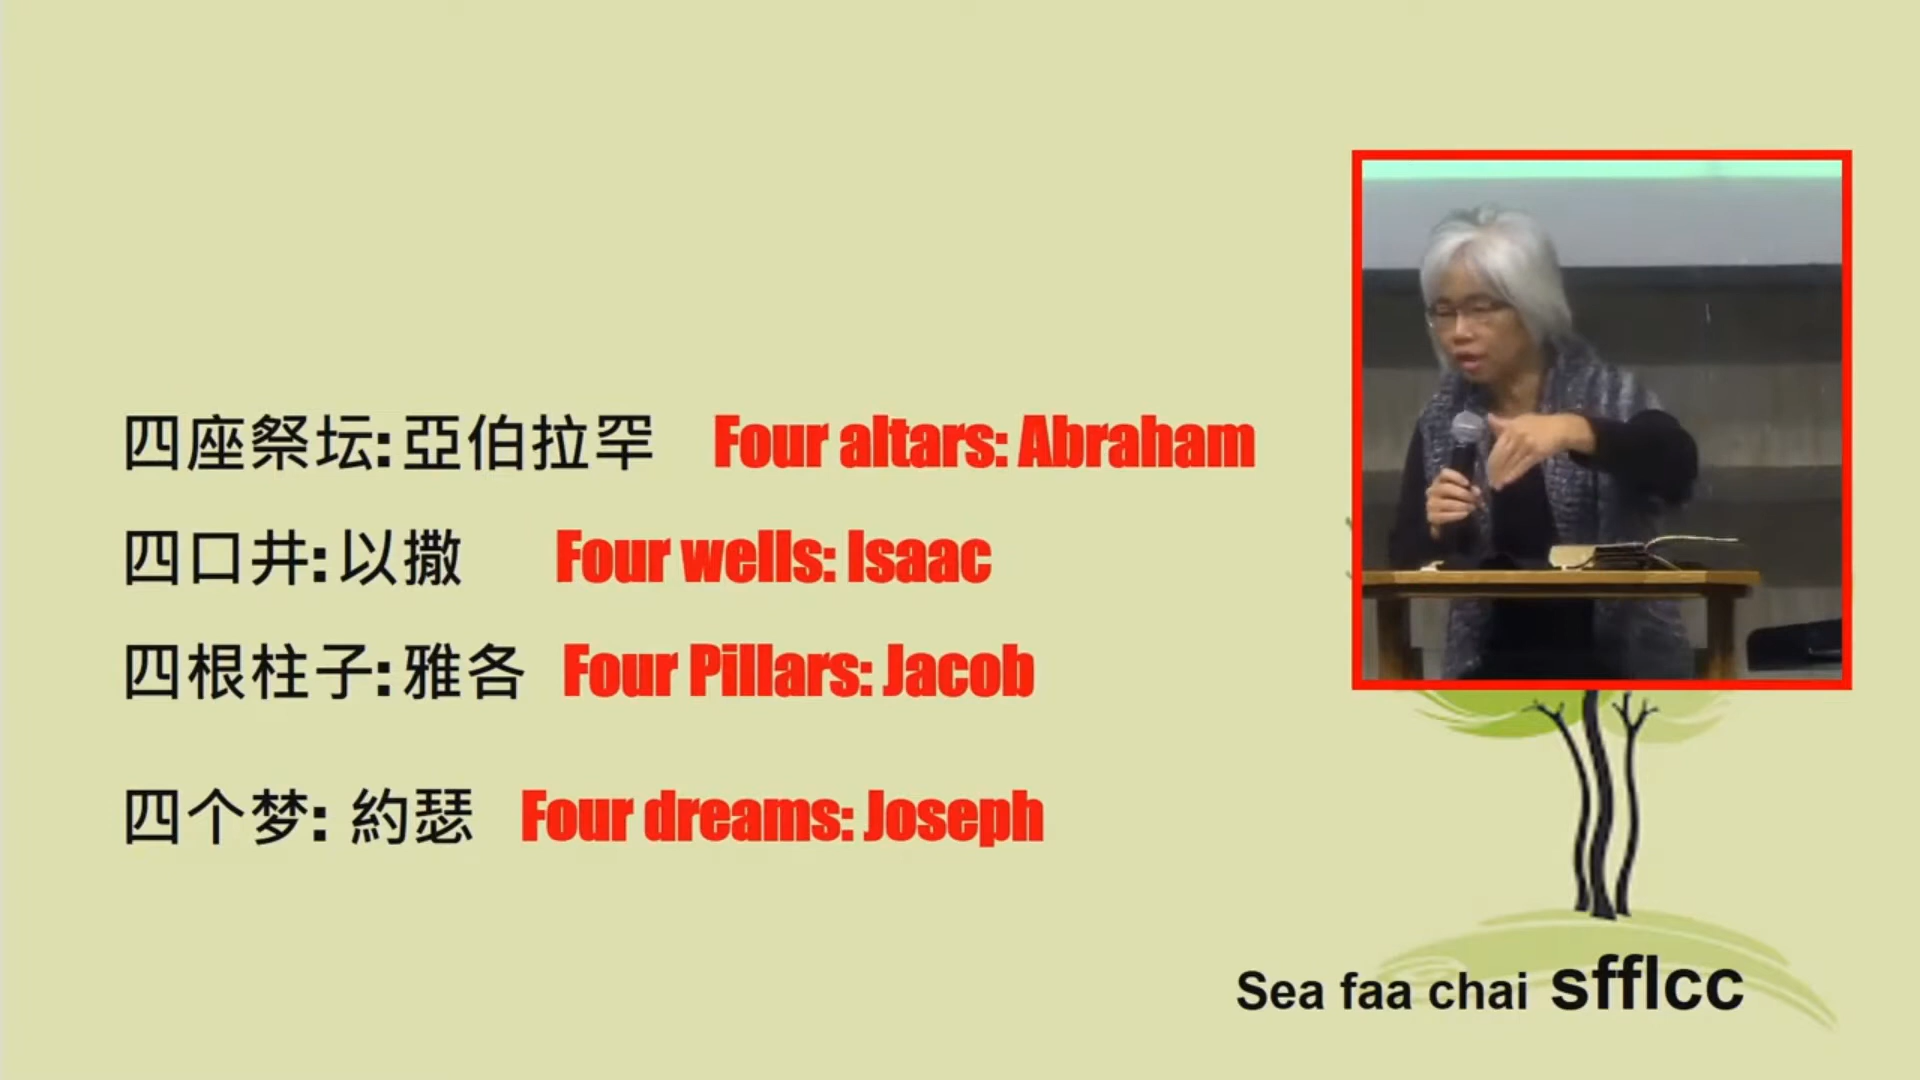 四座祭坛: 亞伯拉罕 Four altars: Abraham
四口井: 以撒 Four wells: Isaac
四根柱子: 雅各 Four Pillars: Jacob
四个梦: 約瑟 Four dreams: Joseph
Sea faa chai sfflcc